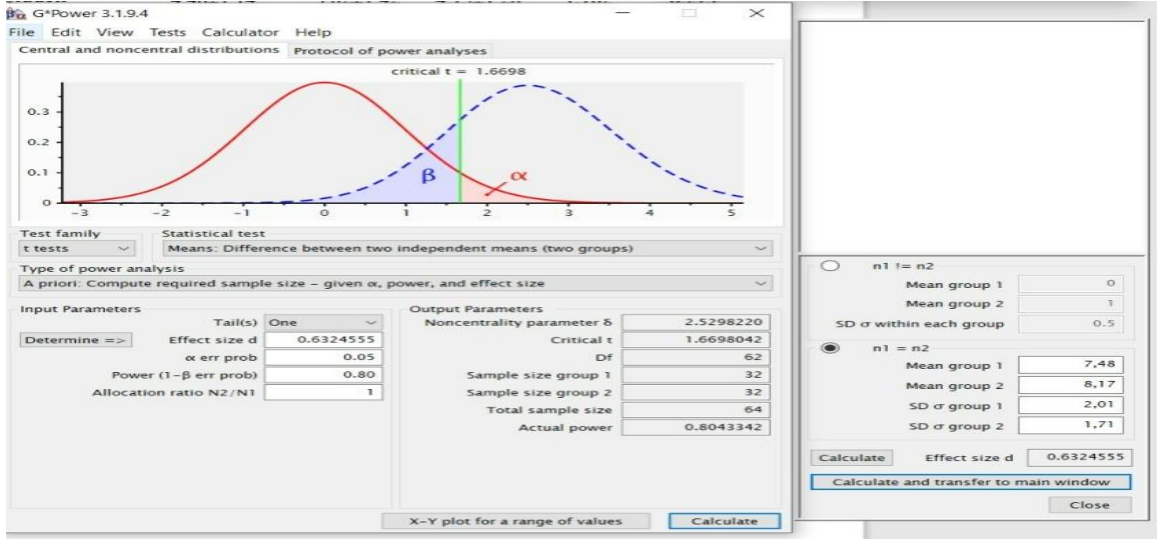 G*Power 3.1.9.4
File Edit View Tests Calculator Help
Central and noncentral distributions Protocol of power analyses
critical t = 1.6698
0.3
0.2
0.1
0
β
α
-3 -2 -1 0 1 2 3 4 5
Test family Statistical test
t tests Means: Difference between two independent means (two groups)
Type of power analysis
A priori: Compute required sample size – given α, power, and effect size
Input Parameters Output Parameters
Tail(s) One Noncentrality parameter δ 2.5298220
Determine => Effect size d 0.6324555 Critical t 1.6698042
α err prob 0.05 Df 62
Power (1-β err prob) 0.80 Sample size group 1 32
Allocation ratio N2/N1 1 Sample size group 2 32
Total sample size 64
Actual power 0.8043342
X-Y plot for a range of values Calculate
n1 != n2
Mean group 1 0
Mean group 2 1
SD σ within each group 0.5
n1 = n2
Mean group 1 7,48
Mean group 2 8,17
SD σ group 1 2,01
SD σ group 2 1,71
Calculate Effect size d 0.6324555
Calculate and transfer to main window
Close